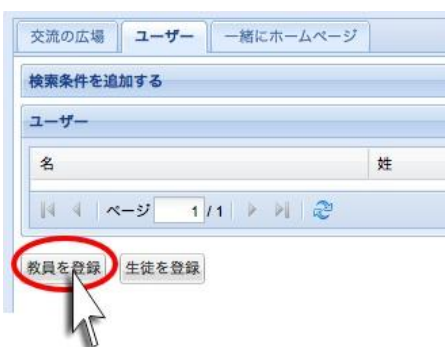 交流の広場 ユーザー 一緒にホームページ
検索条件を追加する
ユーザー
名 姓
ページ 1 / 1
教員を登録 生徒を登録